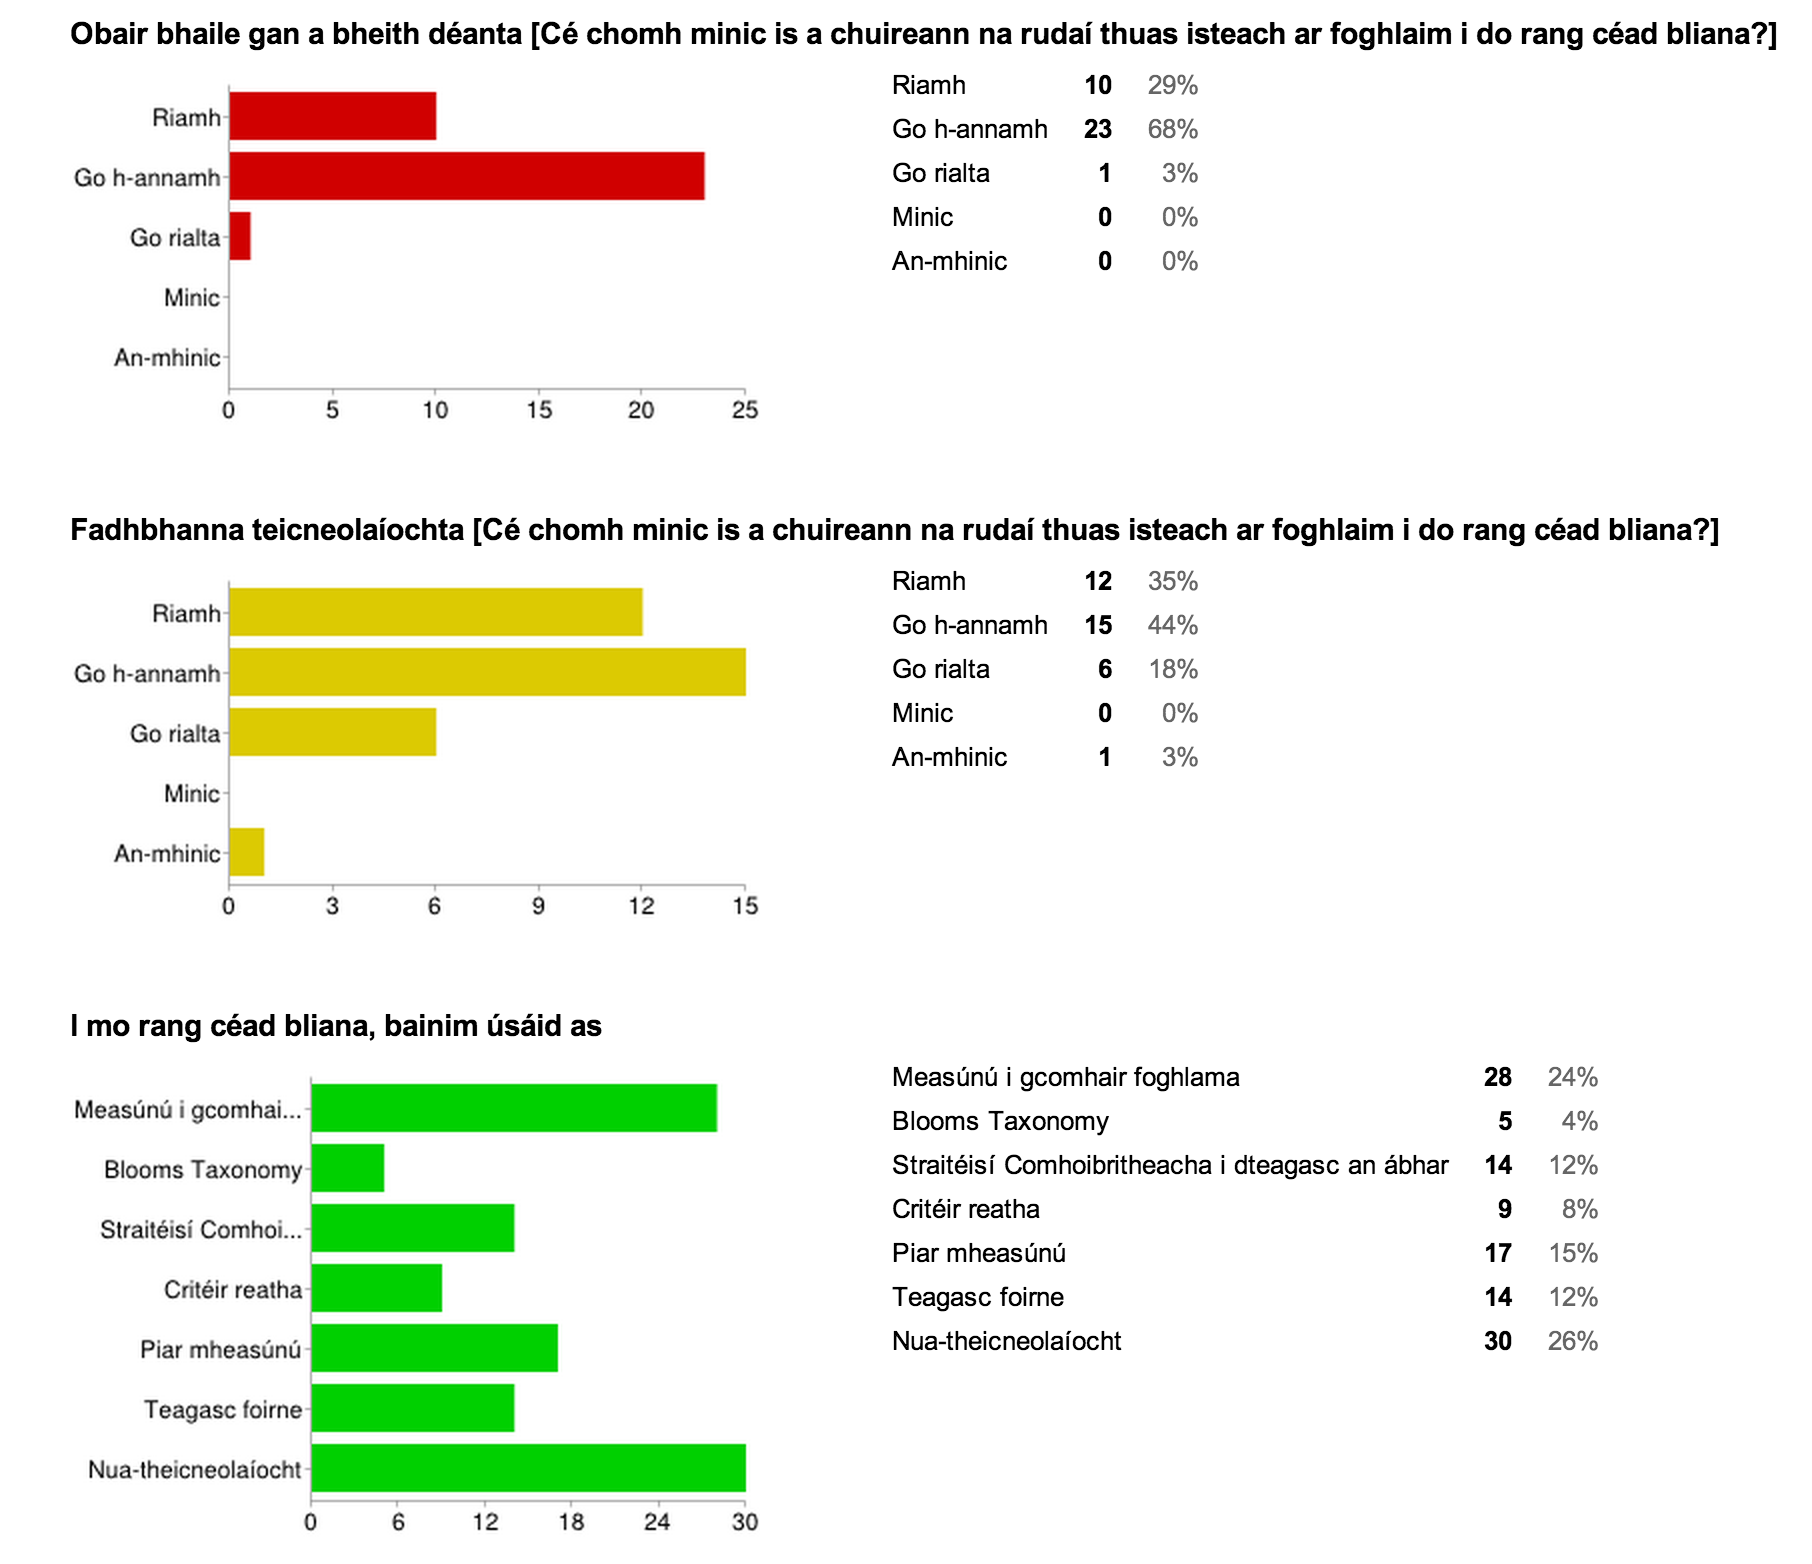 Obair bhaile gan a bheith déanta [Cé chomh minic is a chuireann na rudaí thuas isteach ar foghlaim i do rang céad bliana?]
Riamh
Go h-annamh
Go rialta
Minic
An-mhinic
0 5 10 15 20 25
Riamh 10 29%
Go h-annamh 23 68%
Go rialta 1 3%
Minic 0 0%
An-mhinic 0 0%
Fadhbhanna teicneolaíochta [Cé chomh minic is a chuireann na rudaí thuas isteach ar foghlaim i do rang céad bliana?]
Riamh
Go h-annamh
Go rialta
Minic
An-mhinic
0 3 6 9 12 15
Riamh 12 35%
Go h-annamh 15 44%
Go rialta 6 18%
Minic 0 0%
An-mhinic 1 3%
I mo rang céad bliana, bainim úsáid as
Measúnú i gcomhai...
Blooms Taxonomy
Straitéisí Comhoi...
Critéir reatha
Piar mheasúnú
Teagasc foirne
Nua-theicneolaíocht
0 6 12 18 24 30
Measúnú i gcomhair foghlama 28 24%
Blooms Taxonomy 5 4%
Straitéisí Comhoibritheacha i dteagasc an ábhar 14 12%
Critéir reatha 9 8%
Piar mheasúnú 17 15%
Teagasc foirne 14 12%
Nua-theicneolaíocht 30 26%